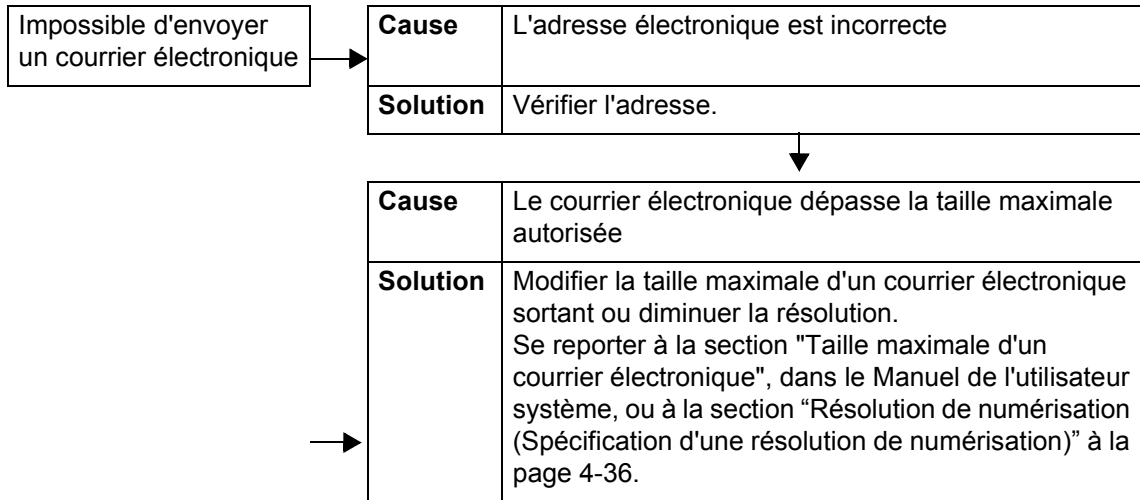 Impossible d'envoyer
un courrier électronique
Cause
L'adresse électronique est incorrecte
Solution
Vérifier l'adresse.
Cause
Le courrier électronique dépasse la taille maximale
autorisée
Solution
Modifier la taille maximale d'un courrier électronique
sortant ou diminuer la résolution.
Se reporter à la section "Taille maximale d'un
courrier électronique", dans le Manuel de l'utilisateur
système, ou à la section “Résolution de numérisation
(Spécification d'une résolution de numérisation)” à la
page 4-36.